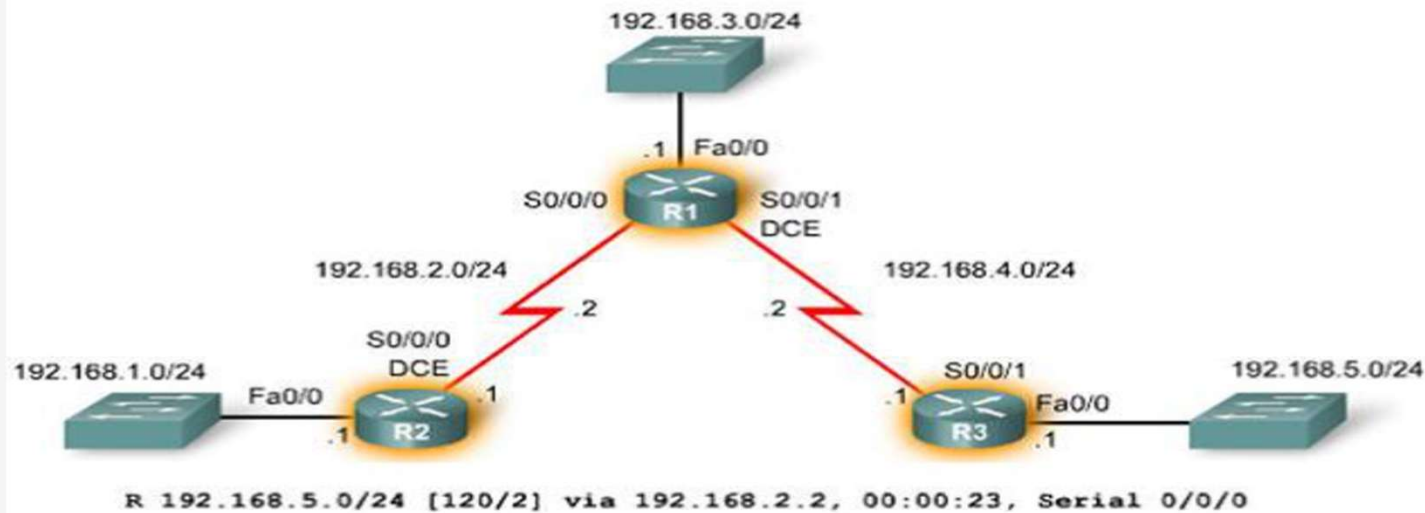 192.168.3.0/24
.1 Fa0/0
S0/0/0
R1
S0/0/1
DCE
192.168.2.0/24
192.168.4.0/24
.2
.2
S0/0/0
DCE
192.168.1.0/24
Fa0/0
.1
R2
.1
S0/0/1
192.168.5.0/24
.1
R3
Fa0/0
.1
R 192.168.5.0/24 [120/2] via 192.168.2.2, 00:00:23, Serial 0/0/0